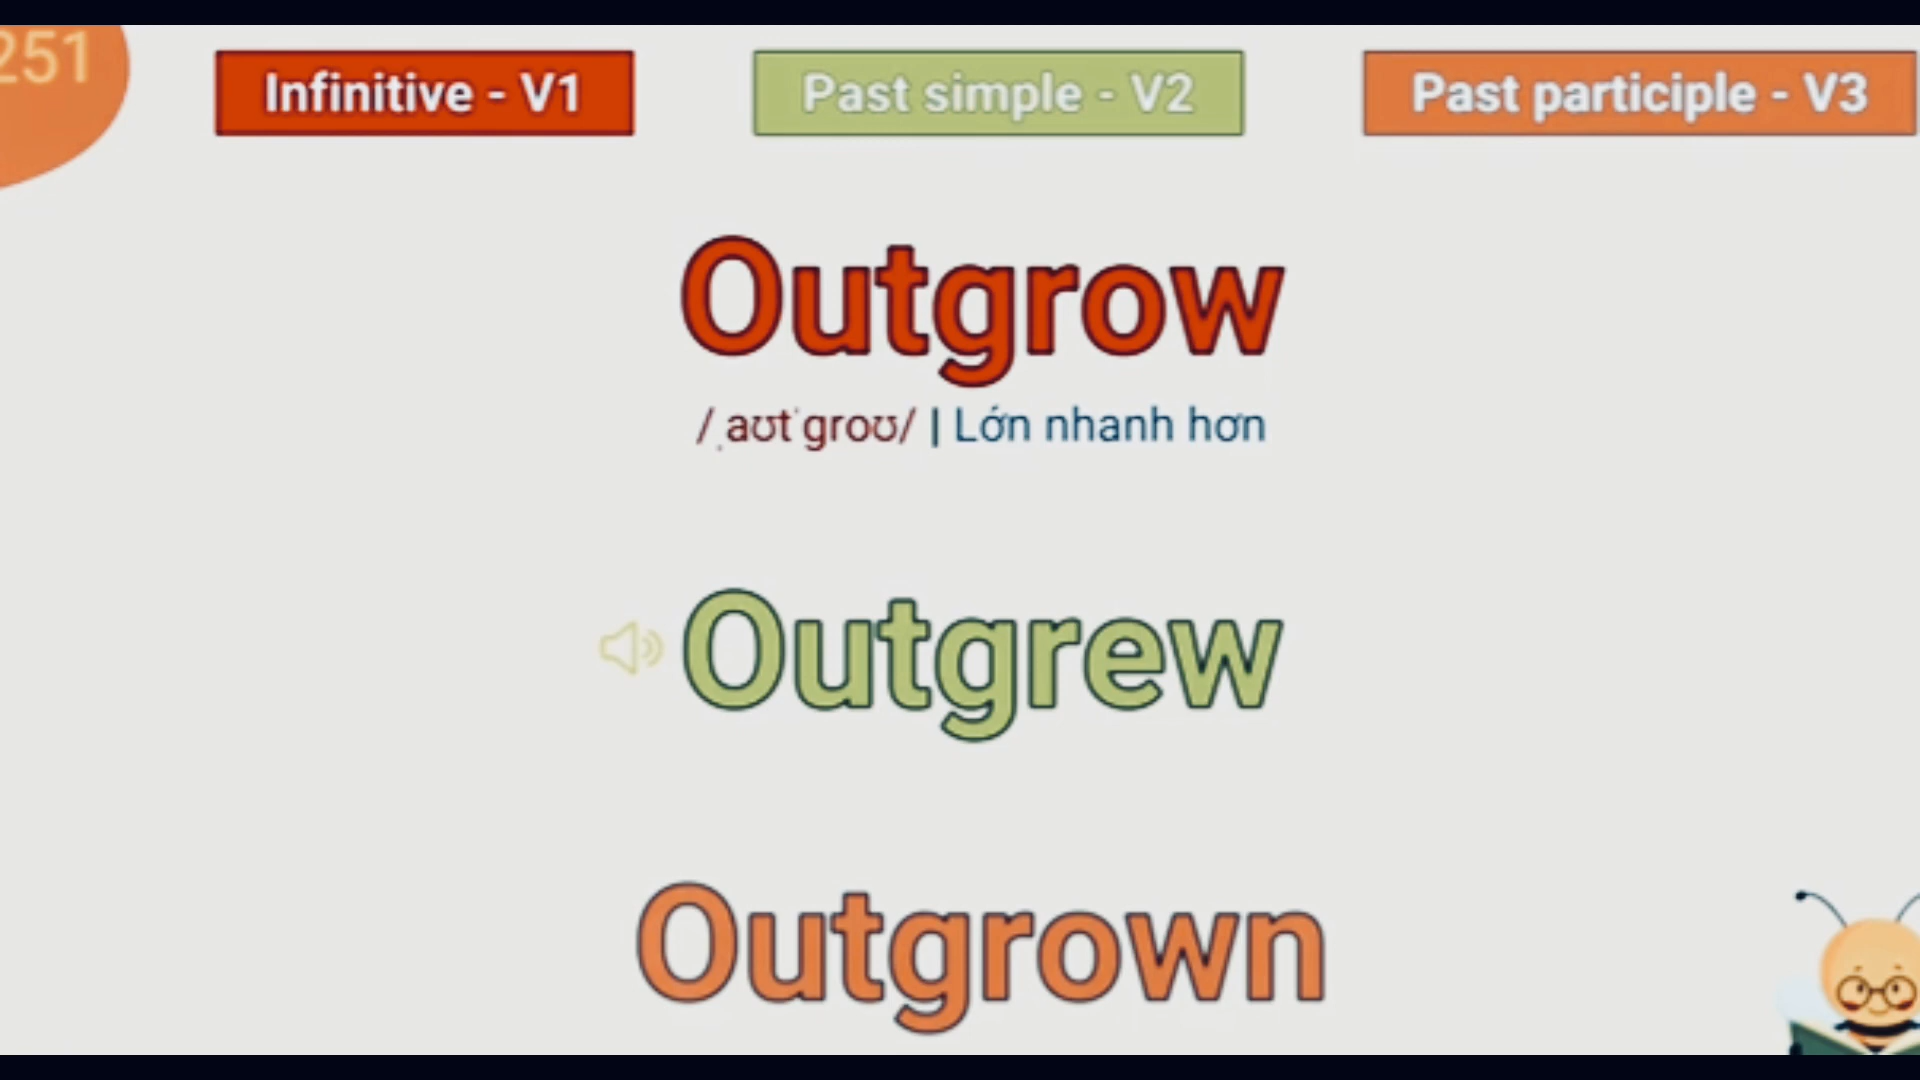 251
Infinitive - V1
Past simple - V2
Past participle - V3
Outgrow
/ˌaʊtˈɡroʊ/ | Lớn nhanh hơn
Outgrew
Outgrown